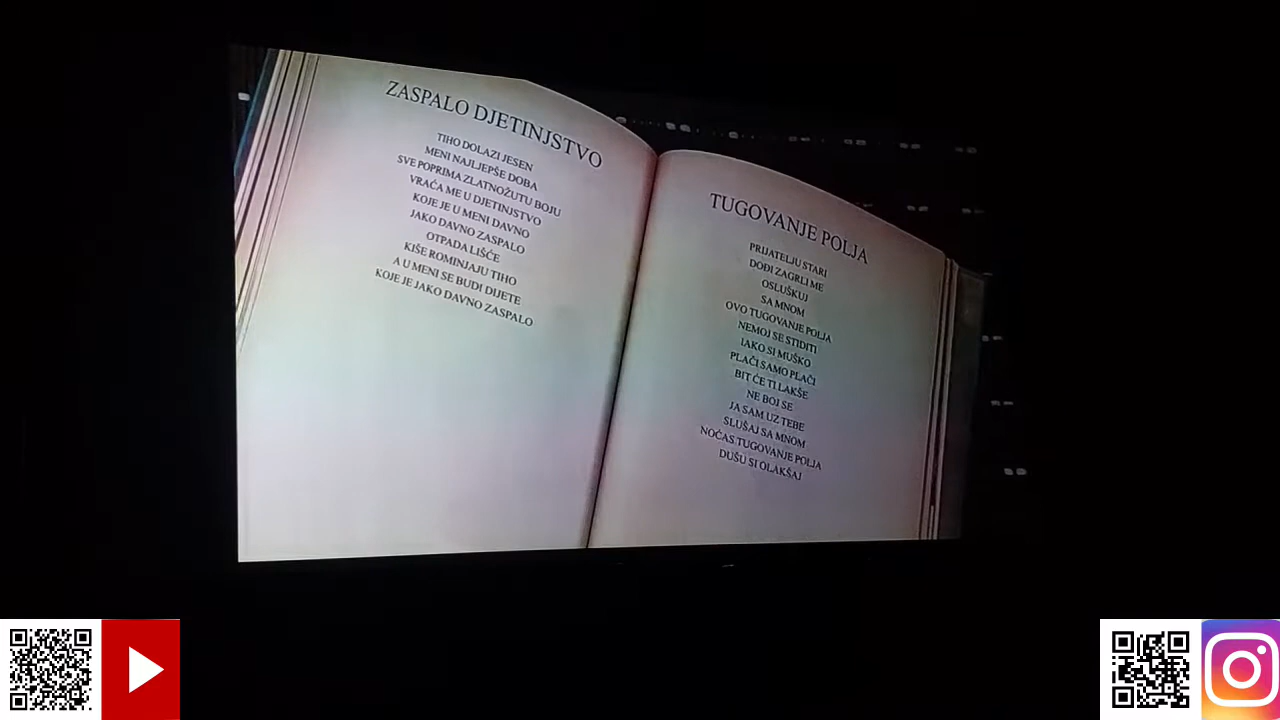 ZASPALO DJETINJSTVO
TIHO DOLAZI JESEN
MENI NAJLJEPŠE DOBA
SVE POPRIMA ZLATNOŽUTU BOJU
VRAĆA ME U DJETINJSTVO
KOJE JE U MENI DAVNO
JAKO DAVNO ZASPALO
OTPADA LIŠĆE
KIŠE ROMINJAJU TIHO
A U MENI SE BUDI DIJETE
KOJE JE JAKO DAVNO ZASPALO
TUGOVANJE POLJA
PRIJATELJU STARI
DOĐI ZAGRLI ME
OSLUŠKUJ
SA MNOM
OVO TUGOVANJE POLJA
NEMOJ SE STIDITI
IAKO SI MUŠKO
PLAČI SAMO PLAČI
BIT ĆE TI LAKŠE
NE BOJ SE
JA SAM UZ TEBE
SLUŠAJ SA MNOM
NOĆAS TUGOVANJE POLJA
DUŠU SI OLAKŠAJ